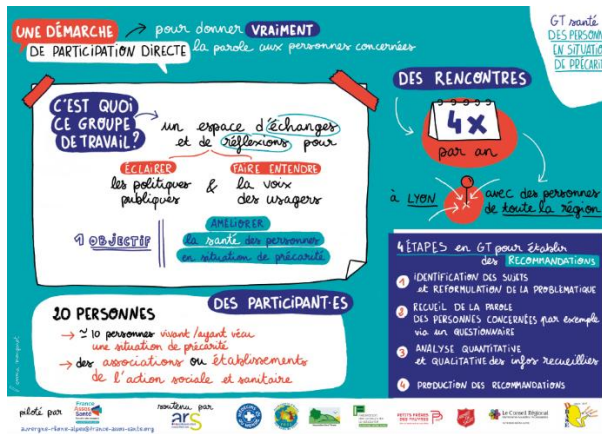 UNE DÉMARCHE → pour donner VRAIMENT
DE PARTICIPATION DIRECTE la parole aux personnes concernées
GT santé
DES PERSONNES
EN SITUATION
DE PRÉCARITÉ
C'EST QUOI
CE GROUPE
DE TRAVAIL?
un espace d'échanges
et de réflexions pour
ÉCLAIRER
les politiques
publiques
&
FAIRE ENTENDRE
la voix
des usagers
1 OBJECTIF
AMÉLIORER
la santé des personnes
en situation de précarité
DES RENCONTRES
4X
par an
à LYON
avec des personnes
de toute la région
DES PARTICIPANT·ES
20 PERSONNES
→ ≃ 10 personnes vivant/ayant vécu
une situation de précarité
→ des associations ou établissements
de l'action sociale et sanitaire
4 ÉTAPES en GT pour établir
des RECOMMANDATIONS
1 IDENTIFICATION DES SUJETS
et REFORMULATION DE LA PROBLÉMATIQUE
2 RECUEIL DE LA PAROLE
DES PERSONNES CONCERNÉES par exemple
via un QUESTIONNAIRE
3 ANALYSE QUANTITATIVE
et QUALITATIVE des infos recueillies
4 PRODUCTION DES RECOMMANDATIONS
piloté par
France
Assos
Santé
auvergne-rhone-alpes@france-assos-sante.org
soutenu par
ars
PETITS FRÈRES
DES PAUVRES
Le Conseil Régional